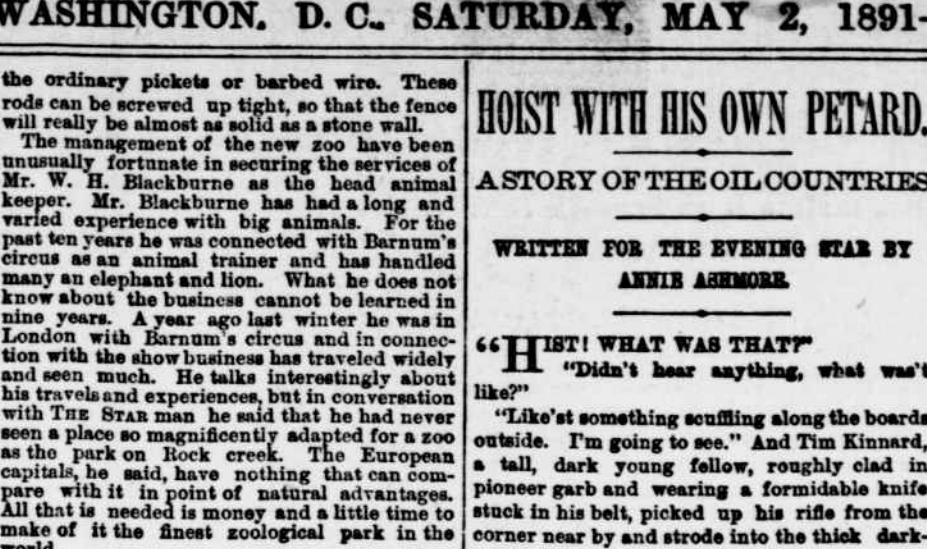 WASHINGTON, D. C., SATURDAY, MAY 2, 1891-
the ordinary pickets or barbed wire. These
rods can be screwed up tight, so that the fence
will really be almost as solid as a stone wall.
The management of the new zoo have been
unusually fortunate in securing the services of
Mr. W. H. Blackburne as the head animal
keeper. Mr. Blackburne has had a long and
varied experience with big animals. For the
past ten years he was connected with Barnum's
circus as an animal trainer and has handled
many an elephant and lion. What he does not
know about the business cannot be learned in
nine years. A year ago last winter he was in
London with Barnum's circus and in connec-
tion with the show business has traveled widely
and seen much. He talks interestingly about
his travels and experiences, but in conversation
with THE STAR man he said that he had never
seen a place so magnificently adapted for a zoo
as the park on Rock creek. The European
capitals, he said, have nothing that can com-
pare with it in point of natural advantages.
All that is needed is money and a little time to
make of it the finest zoological park in the
world.
HOIST WITH HIS OWN PETARD.
A STORY OF THE OIL COUNTRIES
WRITTEN FOR THE EVENING STAR BY
ANNIE ASHMORE.
"HIST! WHAT WAS THAT?"
"Didn't hear anything, what was't
like?"
"Like'st something scuffling along the boards
outside. I'm going to see." And Tim Kinnard,
a tall, dark young fellow, roughly clad in
pioneer garb and wearing a formidable knife
stuck in his belt, picked up his rifle from the
corner near by and strode into the thick dark-